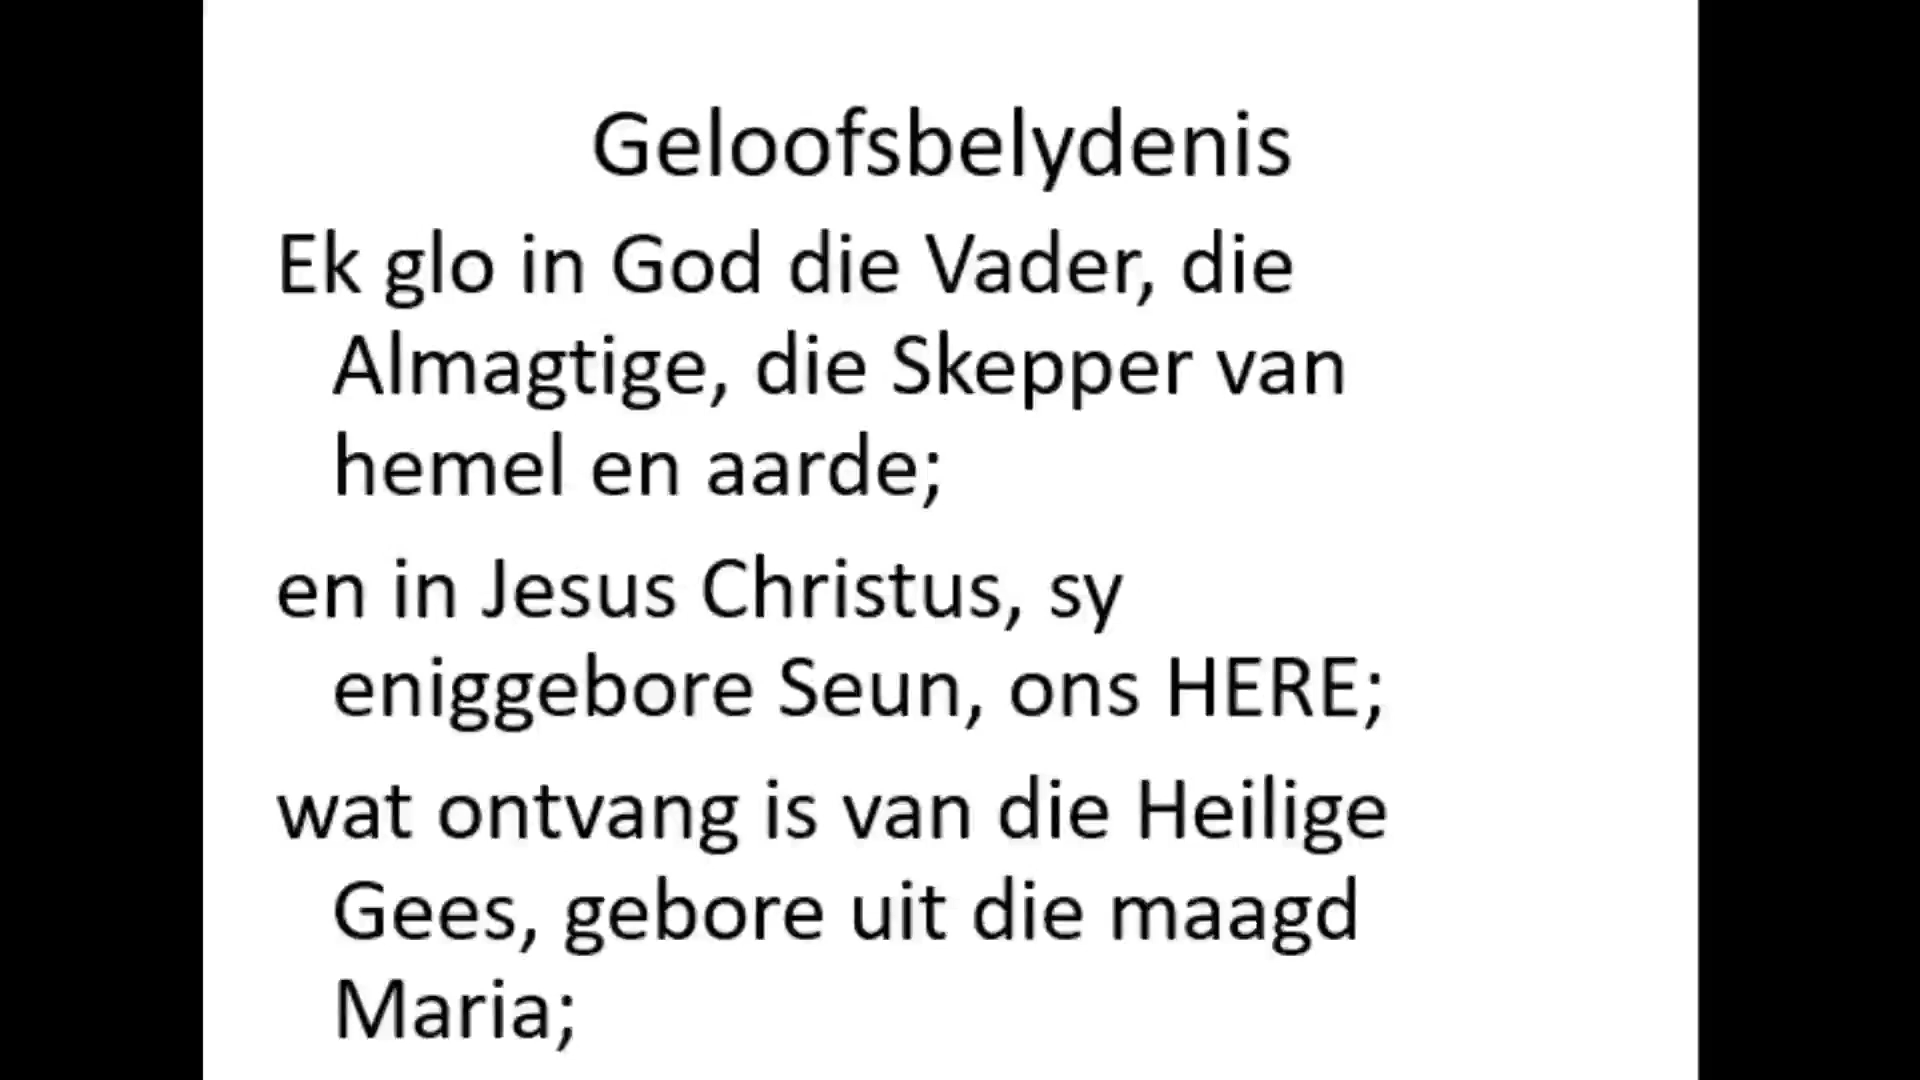 Geloofsbelydenis
Ek glo in God die Vader, die
Almagtige, die Skepper van
hemel en aarde;
en in Jesus Christus, sy
eniggebore Seun, ons HERE;
wat ontvang is van die Heilige
Gees, gebore uit die maagd
Maria;